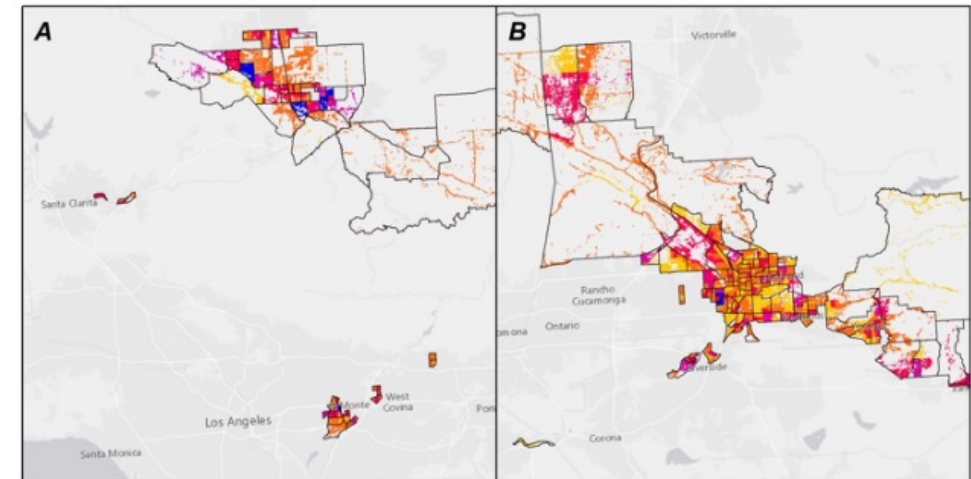 A
Santa Clarita
Monte
West
Covina
Los Angeles
Pon
Santa Monica
B
Victorville
Rancho
Cucamonga
omona
Ontario
Corona